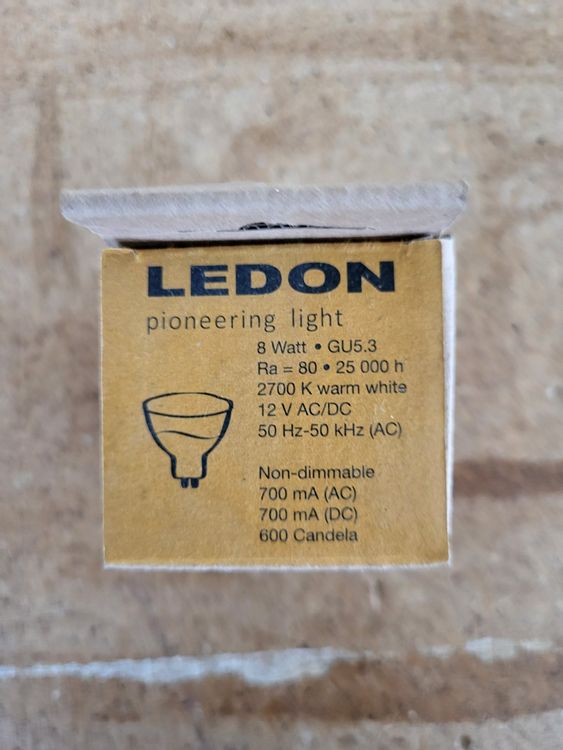 LEDON
pioneering light
8 Watt • GU5.3
Ra = 80 • 25 000 h
2700 K warm white
12 V AC/DC
50 Hz-50 kHz (AC)
Non-dimmable
700 mA (AC)
700 mA (DC)
600 Candela